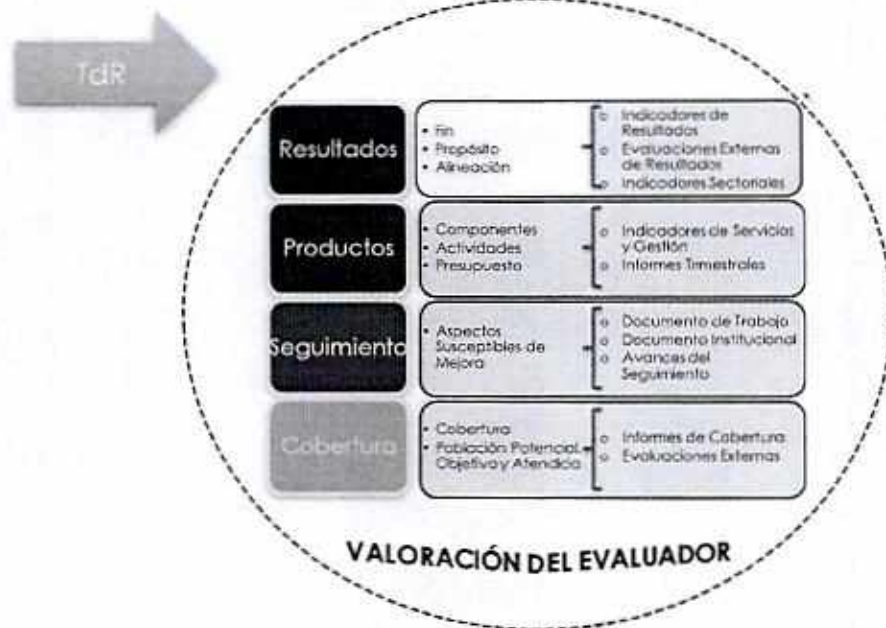 TdR
Resultados
• Fin
• Propósito
• Alineación
o Indicadores de
Resultados
o Evaluaciones Externas
de Resultados
o Indicadores Sectoriales
Productos
• Componentes
• Actividades
• Presupuesto
o Indicadores de Servicios
y Gestión
o Informes Trimestrales
Seguimiento
• Aspectos
Susceptibles de
Mejora
o Documento de Trabajo
o Documento Institucional
o Avances del
Seguimiento
Cobertura
• Cobertura
• Población Potencial,
Objetivo y Atendida
o Informes de Cobertura
o Evaluaciones Externas
VALORACIÓN DEL EVALUADOR